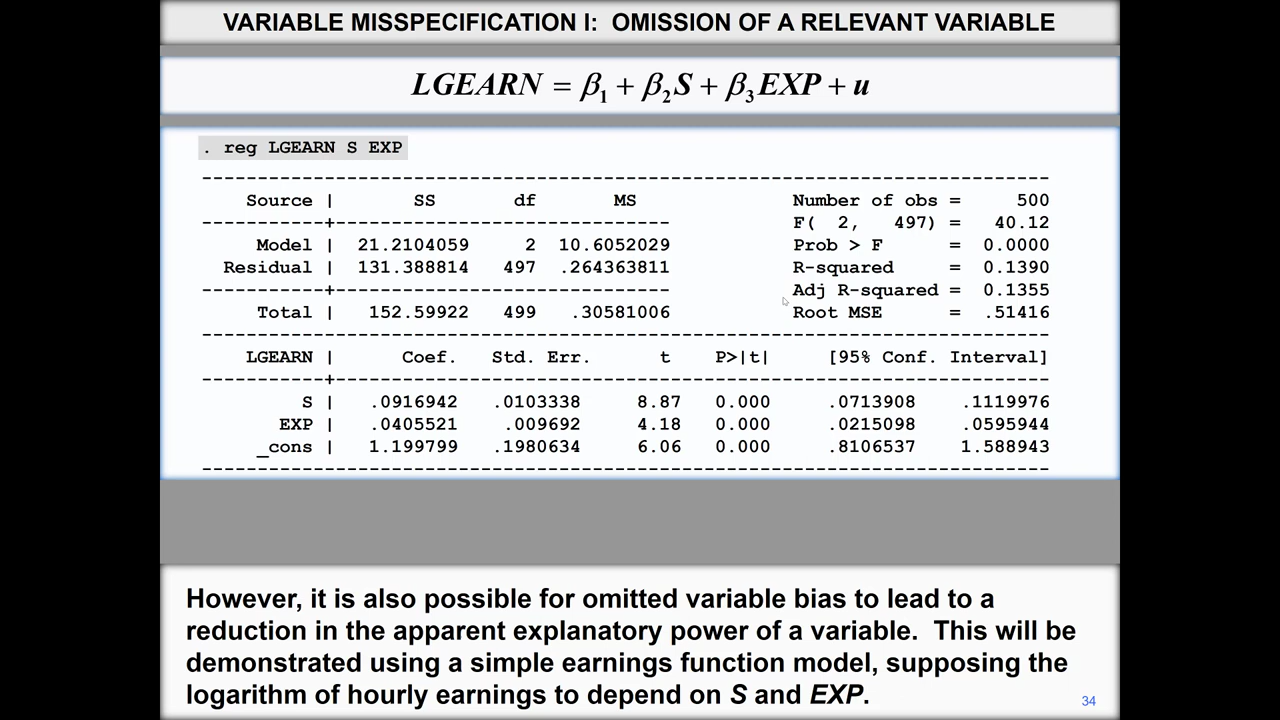 VARIABLE MISSPECIFICATION I: OMISSION OF A RELEVANT VARIABLE
LGEARN = β₁ + β₂S + β₃EXP + u
. reg LGEARN S EXP
------------------------------------------------------------------------------
Source | SS df MS Number of obs = 500
-----------+------------------------------ F( 2, 497) = 40.12
Model | 21.2104059 2 10.6052029 Prob > F = 0.0000
Residual | 131.388814 497 .264363811 R-squared = 0.1390
-----------+------------------------------ Adj R-squared = 0.1355
Total | 152.59922 499 .30581006 Root MSE = .51416
------------------------------------------------------------------------------
LGEARN | Coef. Std. Err. t P>|t| [95% Conf. Interval]
-----------+----------------------------------------------------------------
S | .0916942 .0103338 8.87 0.000 .0713908 .1119976
EXP | .0405521 .009692 4.18 0.000 .0215098 .0595944
_cons | 1.199799 .1980634 6.06 0.000 .8106537 1.588943
------------------------------------------------------------------------------
However, it is also possible for omitted variable bias to lead to a
reduction in the apparent explanatory power of a variable. This will be
demonstrated using a simple earnings function model, supposing the
logarithm of hourly earnings to depend on S and EXP.
34